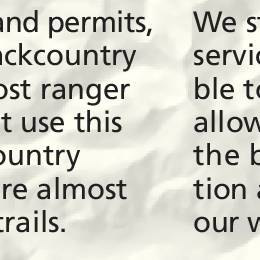 and permits,
ackcountry
ost ranger
t use this
ountry
re almost
trails.
We st
servic
ble to
allow
the b
tion a
our w